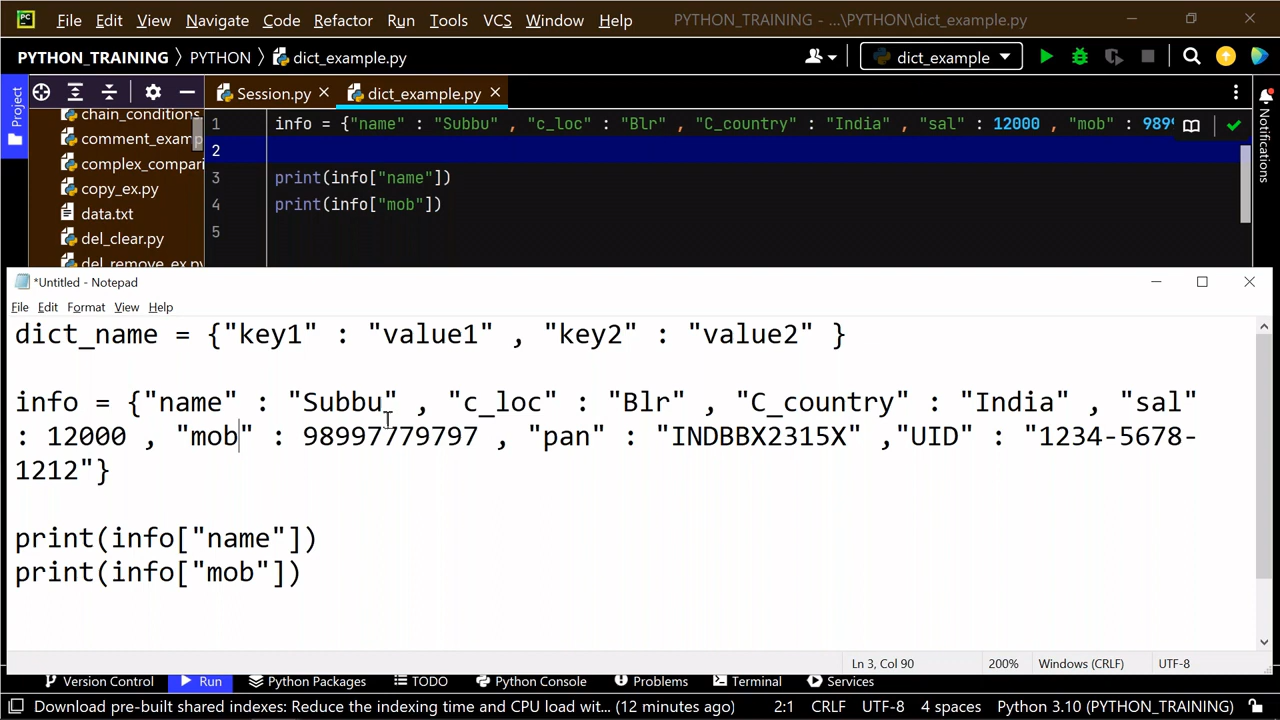 PC File Edit View Navigate Code Refactor Run Tools VCS Window Help PYTHON_TRAINING - ...\PYTHON\dict_example.py
PYTHON_TRAINING PYTHON dict_example.py dict_example
Project
Session.py dict_example.py
Notifications
chain_conditions
comment_examp
complex_compari
copy_ex.py
data.txt
del_clear.py
del_remove_ex.py
1 info = {"name" : "Subbu" , "c_loc" : "Blr" , "C_country" : "India" , "sal" : 12000 , "mob" : 9899
2
3 print(info["name"])
4 print(info["mob"])
5
*Untitled - Notepad
File Edit Format View Help
dict_name = {"key1" : "value1" , "key2" : "value2" }
info = {"name" : "Subbu" , "c_loc" : "Blr" , "C_country" : "India" , "sal"
: 12000 , "mob" : 98997779797 , "pan" : "INDBBX2315X" ,"UID" : "1234-5678-
1212"}
print(info["name"])
print(info["mob"])
Ln 3, Col 90 200% Windows (CRLF) UTF-8
Version Control Run Python Packages TODO Python Console Problems Terminal Services
Download pre-built shared indexes: Reduce the indexing time and CPU load wit... (12 minutes ago) 2:1 CRLF UTF-8 4 spaces Python 3.10 (PYTHON_TRAINING)